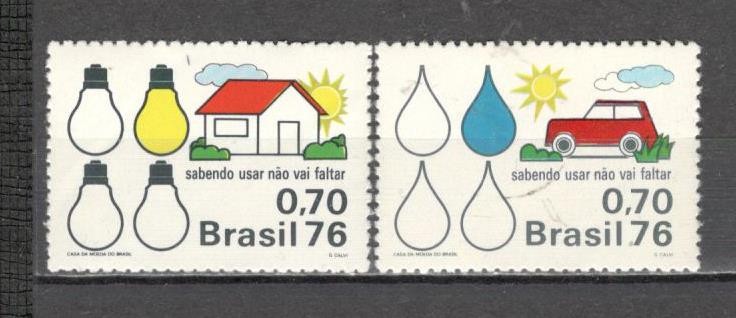 sabendo usar não vai faltar
0,70
Brasil 76
CASA DA MOEDA DO BRASIL
G. CALVI
sabendo usar não vai faltar
0,70
Brasil 76
CASA DA MOEDA DO BRASIL
G. CALVI